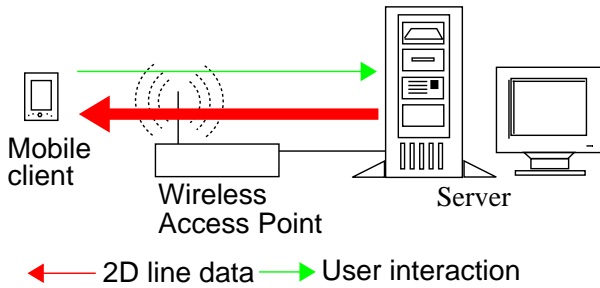 Mobile
client
Wireless
Access Point
Server
2D line data
User interaction